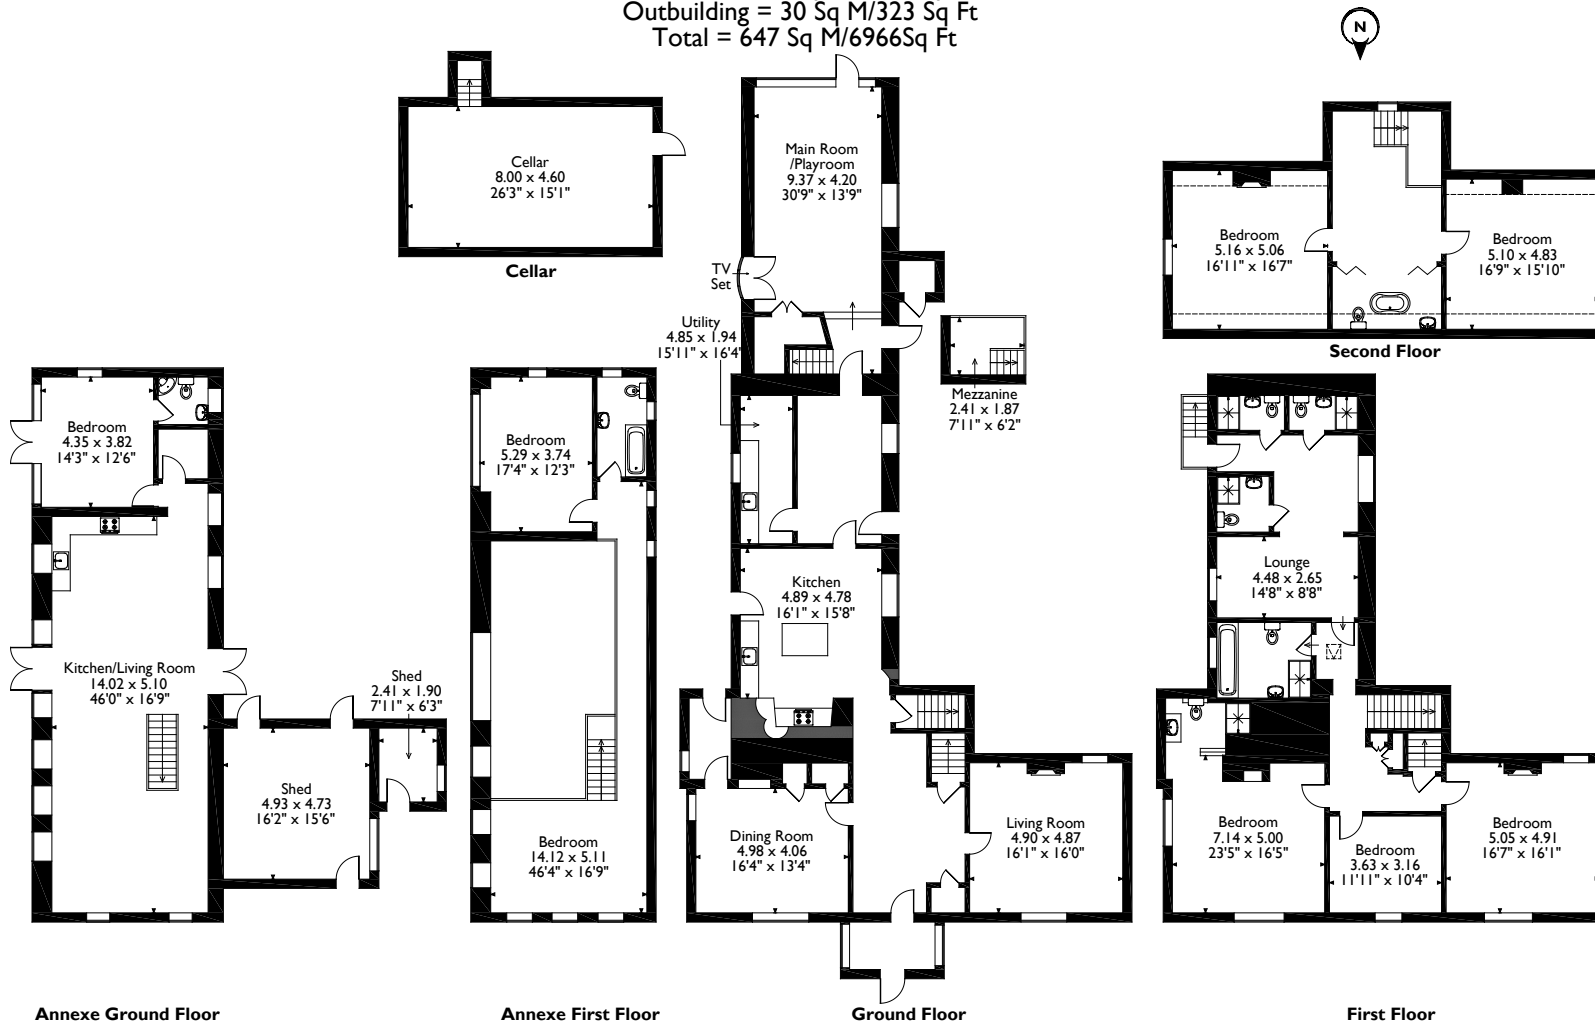 Outbuilding = 30 Sq M/323 Sq Ft
Total = 647 Sq M/6966Sq Ft
N
Cellar
8.00 x 4.60
26'3" x 15'1"
Cellar
Main Room
/Playroom
9.37 x 4.20
30'9" x 13'9"
TV
Set
Utility
4.85 x 1.94
15'11" x 16'4"
Mezzanine
2.41 x 1.87
7'11" x 6'2"
Bedroom
5.16 x 5.06
16'11" x 16'7"
Bedroom
5.10 x 4.83
16'9" x 15'10"
Second Floor
Bedroom
4.35 x 3.82
14'3" x 12'6"
Kitchen/Living Room
14.02 x 5.10
46'0" x 16'9"
Shed
2.41 x 1.90
7'11" x 6'3"
Shed
4.93 x 4.73
16'2" x 15'6"
Annexe Ground Floor
Bedroom
5.29 x 3.74
17'4" x 12'3"
Bedroom
14.12 x 5.11
46'4" x 16'9"
Annexe First Floor
Kitchen
4.89 x 4.78
16'1" x 15'8"
Dining Room
4.98 x 4.06
16'4" x 13'4"
Living Room
4.90 x 4.87
16'1" x 16'0"
Ground Floor
Lounge
4.48 x 2.65
14'8" x 8'8"
Bedroom
7.14 x 5.00
23'5" x 16'5"
Bedroom
3.63 x 3.16
11'11" x 10'4"
Bedroom
5.05 x 4.91
16'7" x 16'1"
First Floor